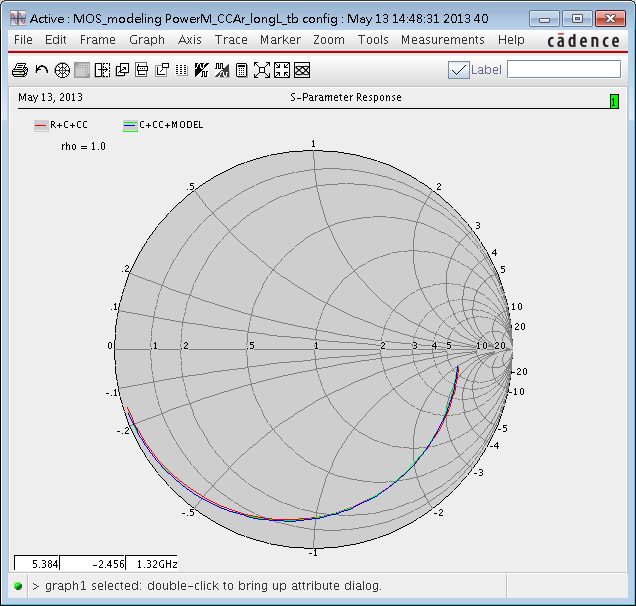 Active : MOS_modeling PowerM_CCAr_longL_tb config : May 13 14:48:31 2013 40
File Edit Frame Graph Axis Trace Marker Zoom Tools Measurements Help cādence
Label
May 13, 2013 S-Parameter Response 1
R+C+CC C+CC+MODEL
rho = 1.0
1
.5 2
3
4
.2 5
.1 10
20
0 .1 .2 .5 1 2 3 4 5 10 20
-20
-.1 -10
-.2 -5
-4
-3
-.5 -2
-1
5.384 -2.456 1.32GHz
> graph1 selected: double-click to bring up attribute dialog.